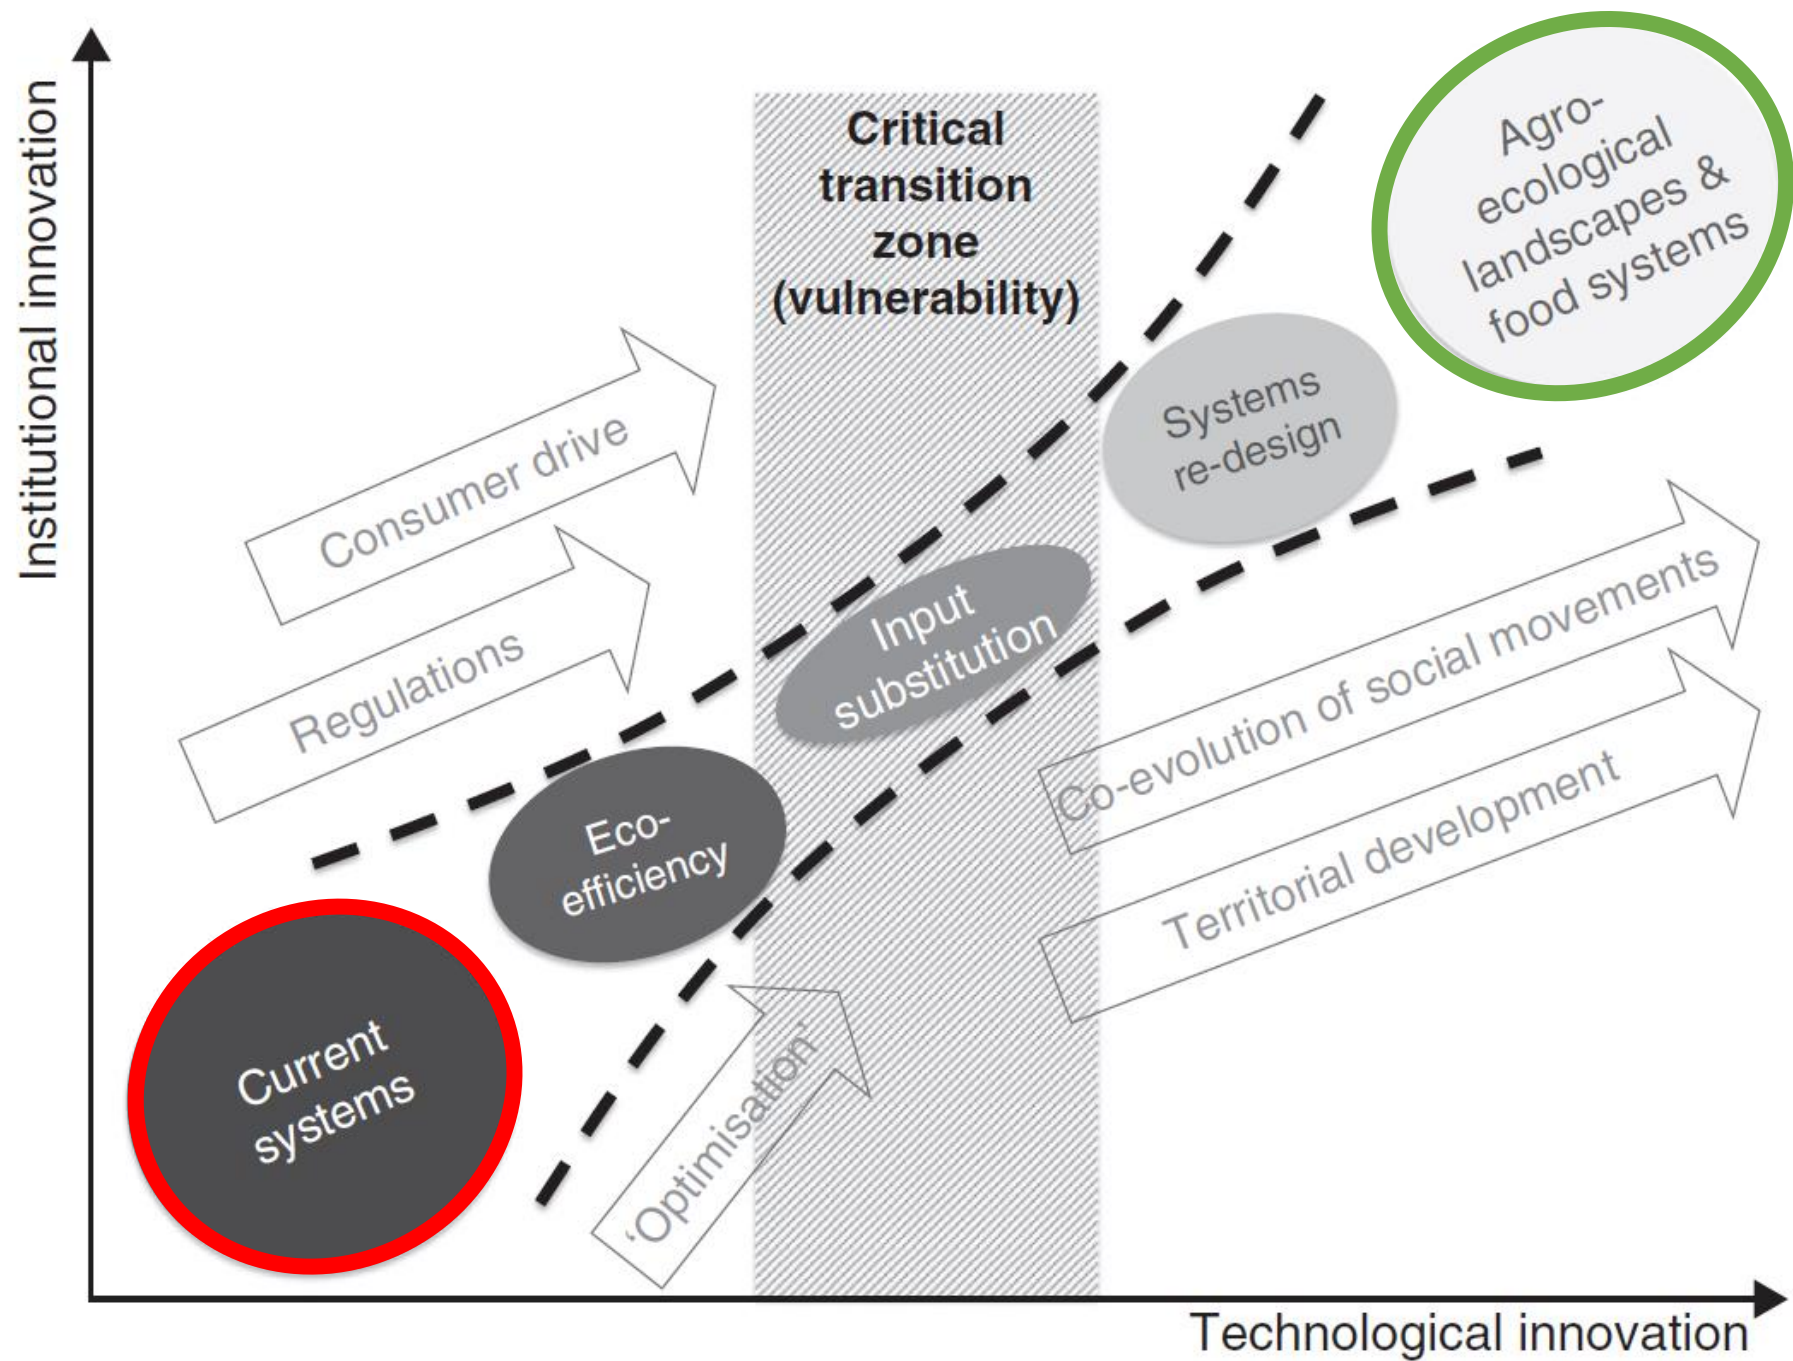 Institutional innovation
Critical
transition
zone
(vulnerability)
Agro-
ecological
landscapes &
food systems
Systems
re-design
Consumer drive
Regulations
Input
substitution
Eco-
efficiency
Co-evolution of social movements
Territorial development
Current
systems
‘Optimisation’
Technological innovation